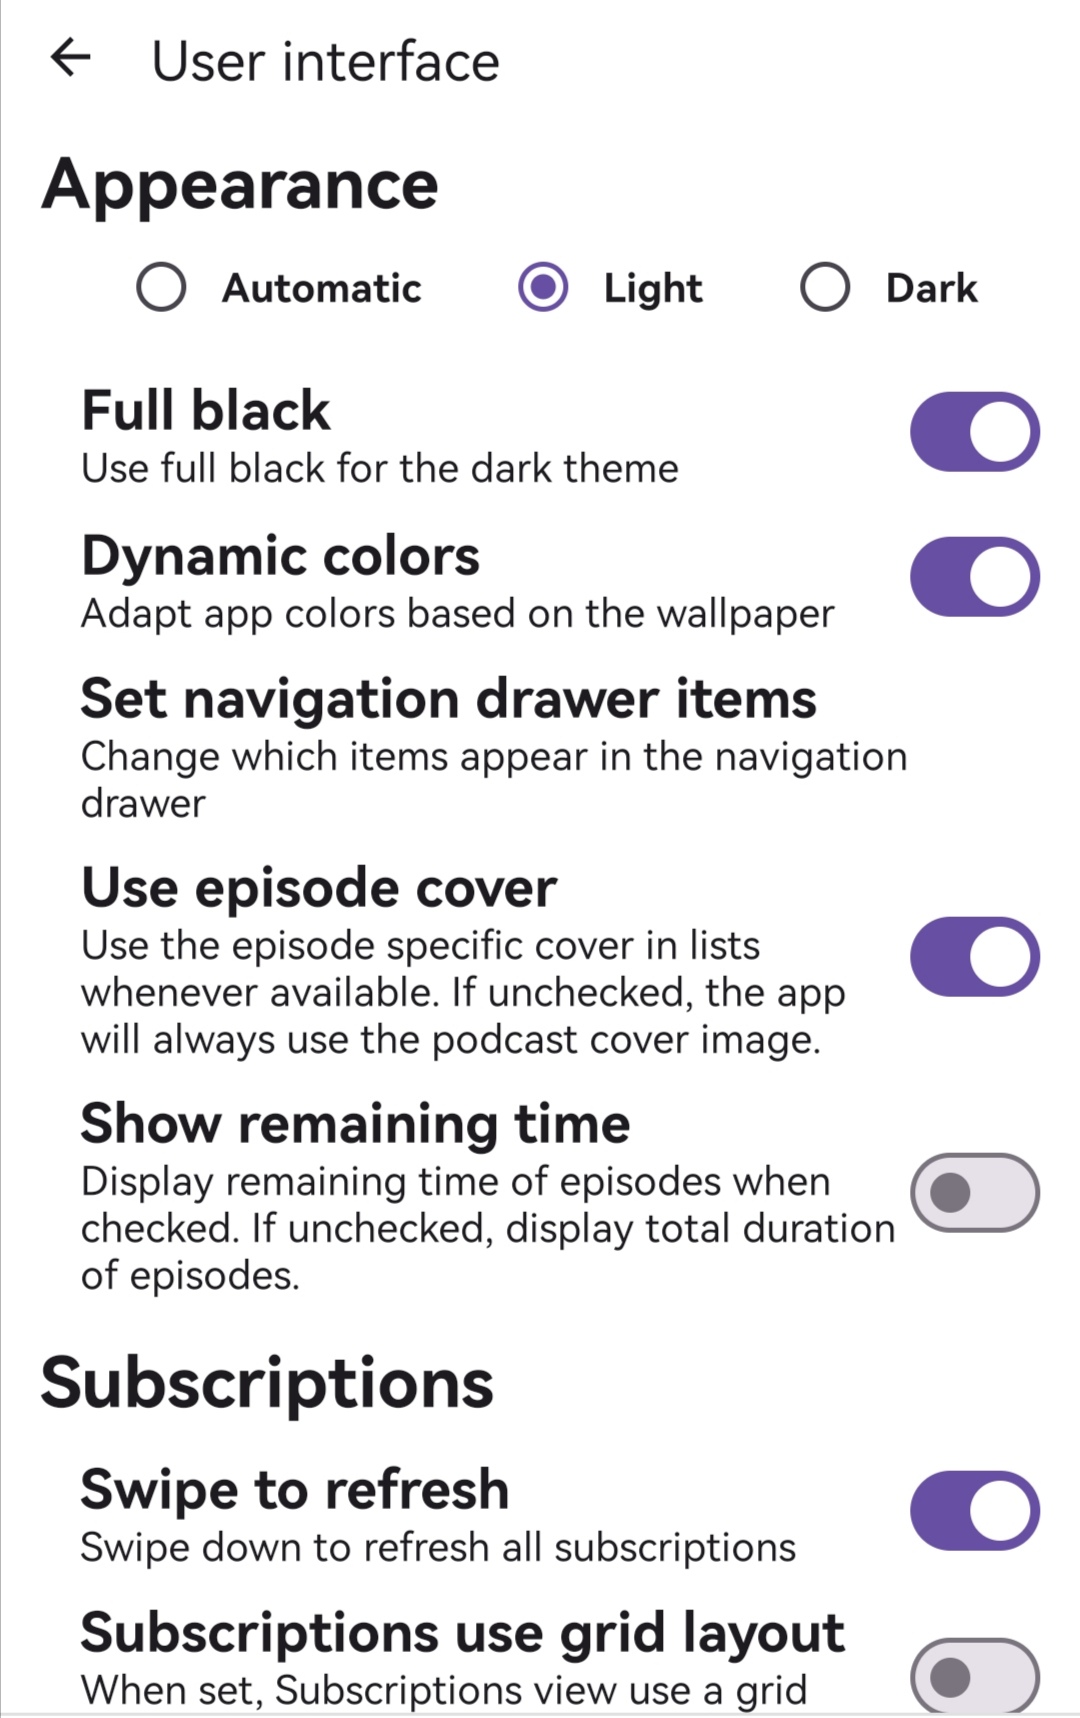 User interface
Appearance
Automatic Light Dark
Full black
Use full black for the dark theme
Dynamic colors
Adapt app colors based on the wallpaper
Set navigation drawer items
Change which items appear in the navigation
drawer
Use episode cover
Use the episode specific cover in lists
whenever available. If unchecked, the app
will always use the podcast cover image.
Show remaining time
Display remaining time of episodes when
checked. If unchecked, display total duration
of episodes.
Subscriptions
Swipe to refresh
Swipe down to refresh all subscriptions
Subscriptions use grid layout
When set, Subscriptions view use a grid